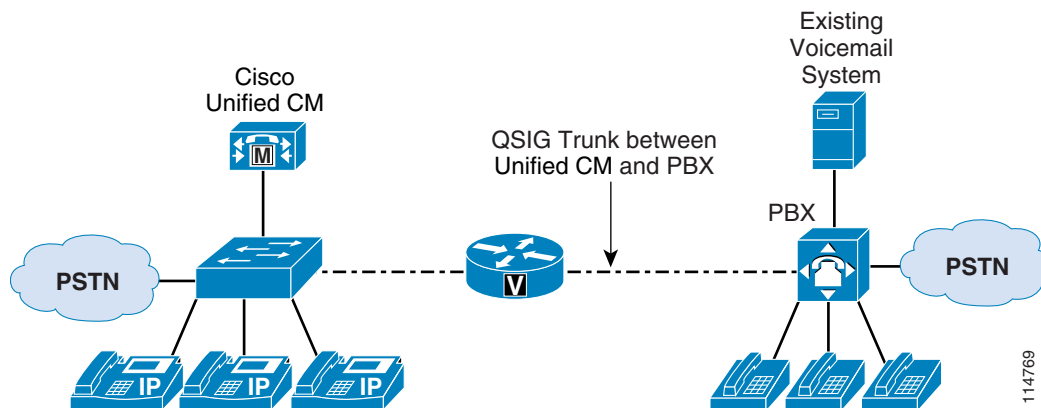 Existing
Voicemail
System
Cisco
Unified CM
M
QSIG Trunk between
Unified CM and PBX
PBX
PSTN
V
PSTN
IP
IP
IP
114769